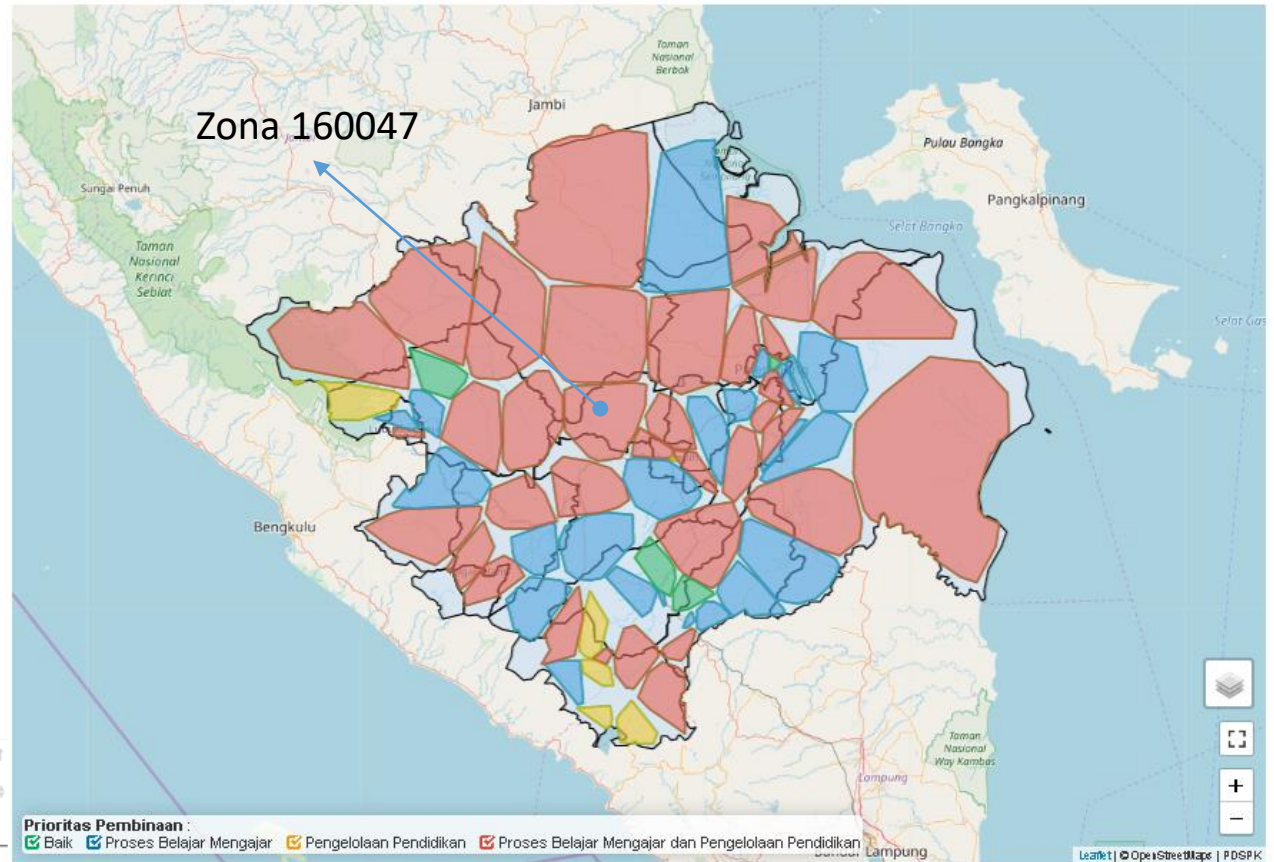 Taman
Nasional
Berbak
Jambi
Zona 160047
Pulau Bangka
Sungai Penuh
Pangkalpinang
Selat Bangka
Taman
Nasional
Kerinci
Seblat
Bengkulu
Taman
Nasional
Way Kambas
Lampung
+
−
Prioritas Pembinaan :
Baik Proses Belajar Mengajar Pengelolaan Pendidikan Proses Belajar Mengajar dan Pengelolaan Pendidikan
Bandar Lampung
Leaflet | © OpenStreetMaps | PDSPK